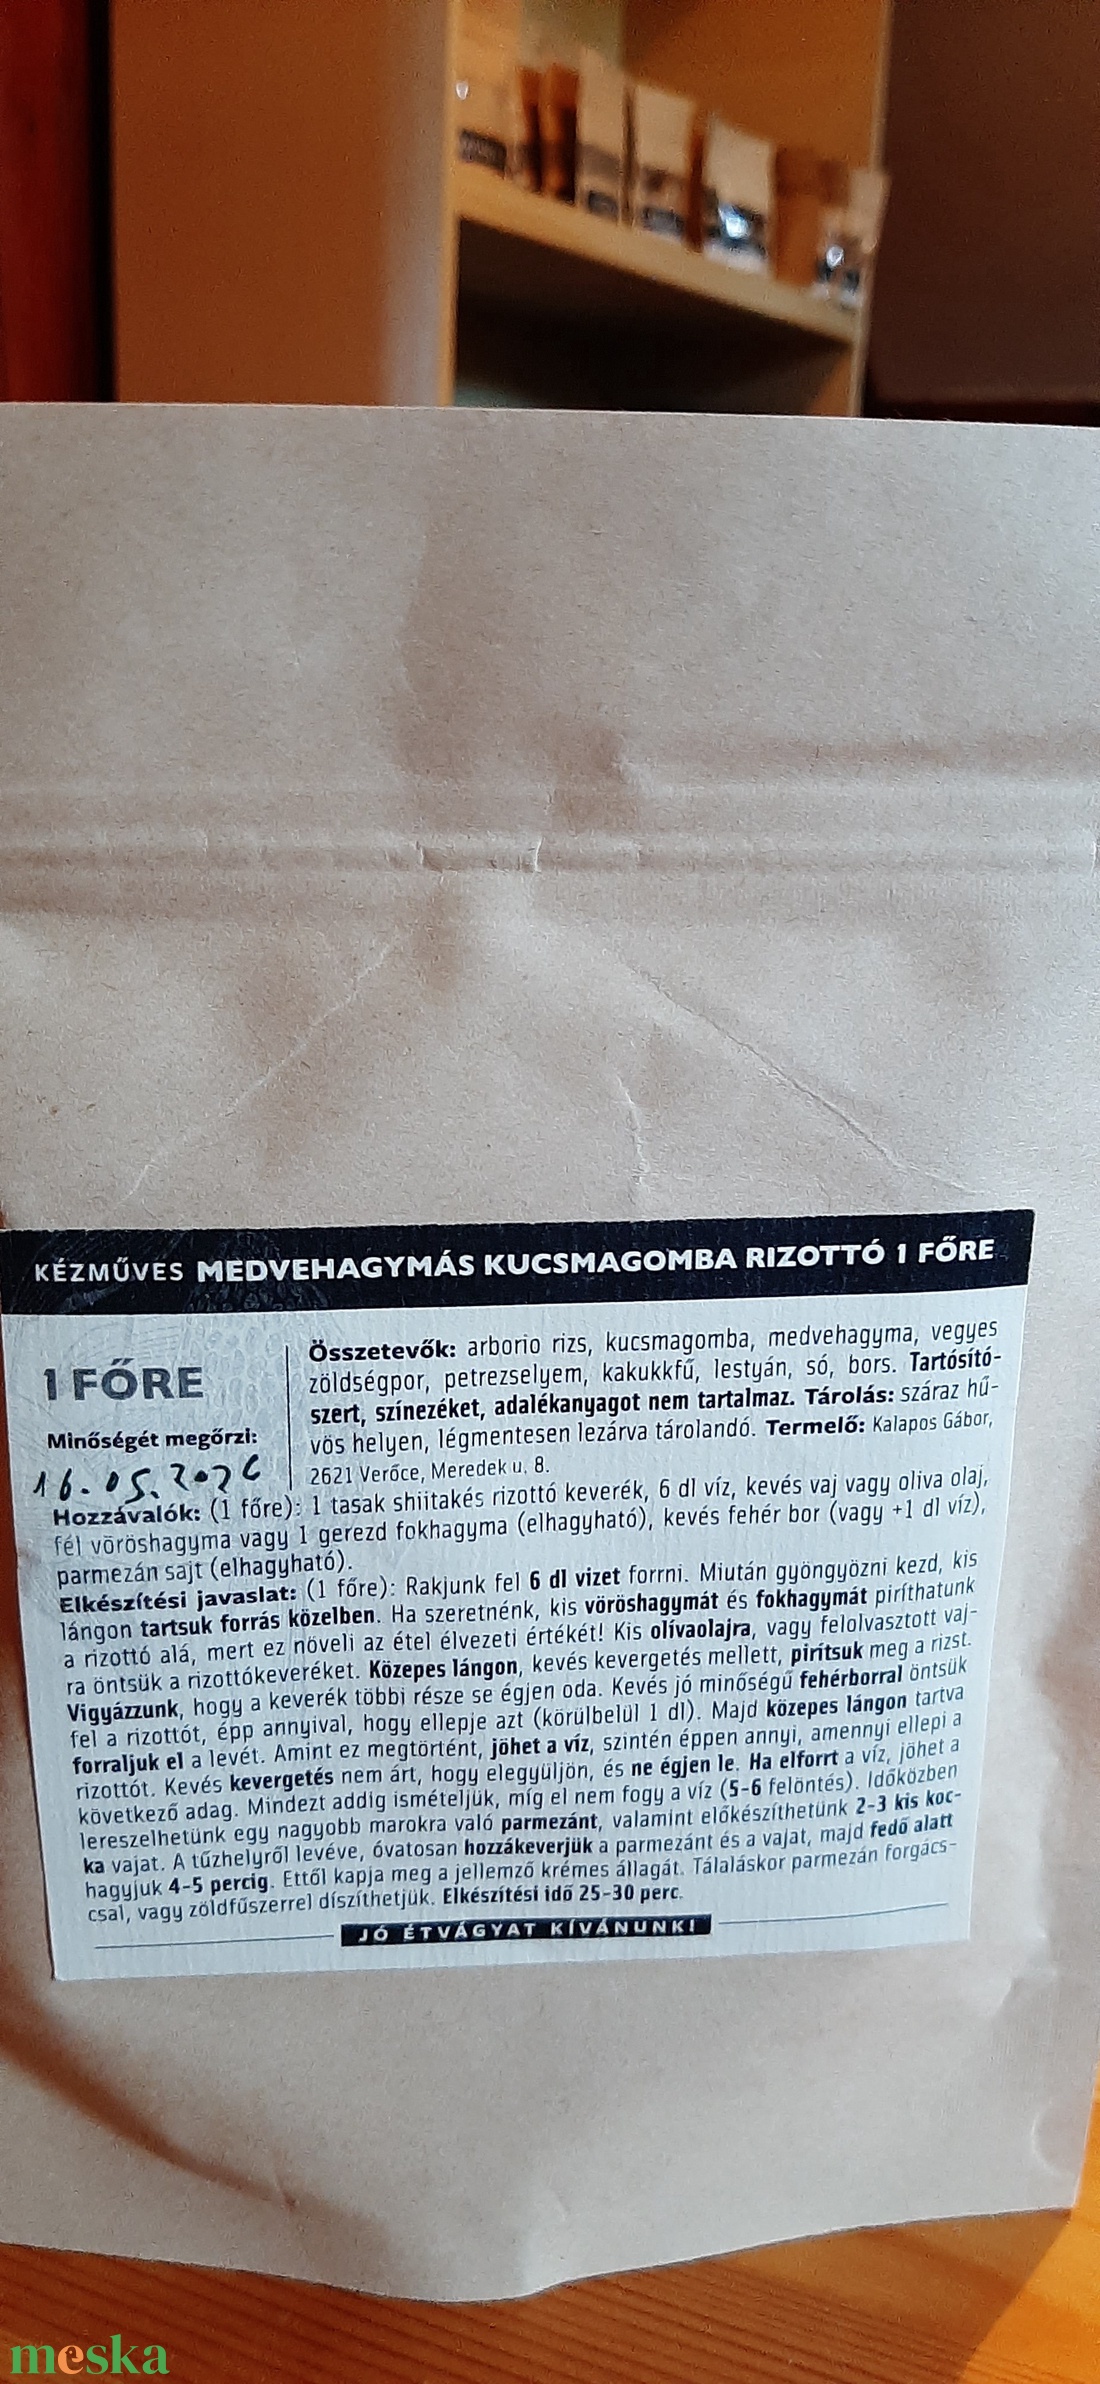 KÉZMŰVES MEDVEHAGYMÁS KUCSMAGOMBA RIZOTTÓ 1 FŐRE
1 FŐRE
Minőségét megőrzi:
16.05.2026
Összetevők: arborio rizs, kucsmagomba, medvehagyma, vegyes
zöldségpor, petrezselyem, kakukkfű, lestyán, só, bors. Tartósító-
szert, színezéket, adalékanyagot nem tartalmaz. Tárolás: száraz hű-
vös helyen, légmentesen lezárva tárolandó. Termelő: Kalapos Gábor,
2621 Verőce, Meredek u. 8.
Hozzávalók: (1 főre): 1 tasak shiitakés rizottó keverék, 6 dl víz, kevés vaj vagy oliva olaj,
fél vöröshagyma vagy 1 gerezd fokhagyma (elhagyható), kevés fehér bor (vagy +1 dl víz),
parmezán sajt (elhagyható).
Elkészítési javaslat: (1 főre): Rakjunk fel 6 dl vizet forrni. Miután gyöngyözni kezd, kis
lángon tartsuk forrás közelben. Ha szeretnénk, kis vöröshagymát és fokhagymát piríthatunk
a rizottó alá, mert ez növeli az étel élvezeti értékét! Kis olívaolajra, vagy felolvasztott vaj-
ra öntsük a rizottókeveréket. Közepes lángon, kevés kevergetés mellett, pirítsuk meg a rizst.
Vigyázzunk, hogy a keverék többi része se égjen oda. Kevés jó minőségű fehérborral öntsük
fel a rizottót, épp annyival, hogy ellepje azt (körülbelül 1 dl). Majd közepes lángon tartva
forraljuk el a levét. Amint ez megtörtént, jöhet a víz, szintén éppen annyi, amennyi ellepi a
rizottót. Kevés kevergetés nem árt, hogy elegyüljön, és ne égjen le. Ha elforrt a víz, jöhet a
következő adag. Mindezt addig ismételjük, míg el nem fogy a víz (5-6 felöntés). Időközben
lereszelhetünk egy nagyobb marokra való parmezánt, valamint előkészíthetünk 2-3 kis koc-
ka vajat. A tűzhelyről levéve, óvatosan hozzákeverjük a parmezánt és a vajat, majd fedő alatt
hagyjuk 4-5 percig. Ettől kapja meg a jellemző krémes állagát. Tálaláskor parmezán forgács-
csal, vagy zöldfűszerrel díszíthetjük. Elkészítési idő 25-30 perc.
JÓ ÉTVÁGYAT KÍVÁNUNK!
meska